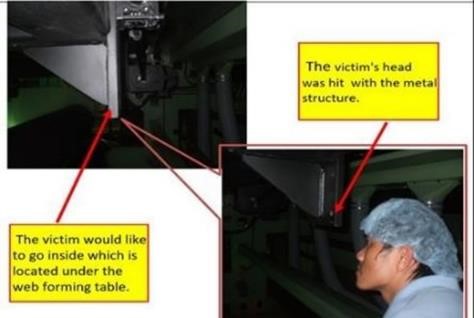 The victim's head
was hit with the metal
structure.
The victim would like
to go inside which is
located under the
web forming table.